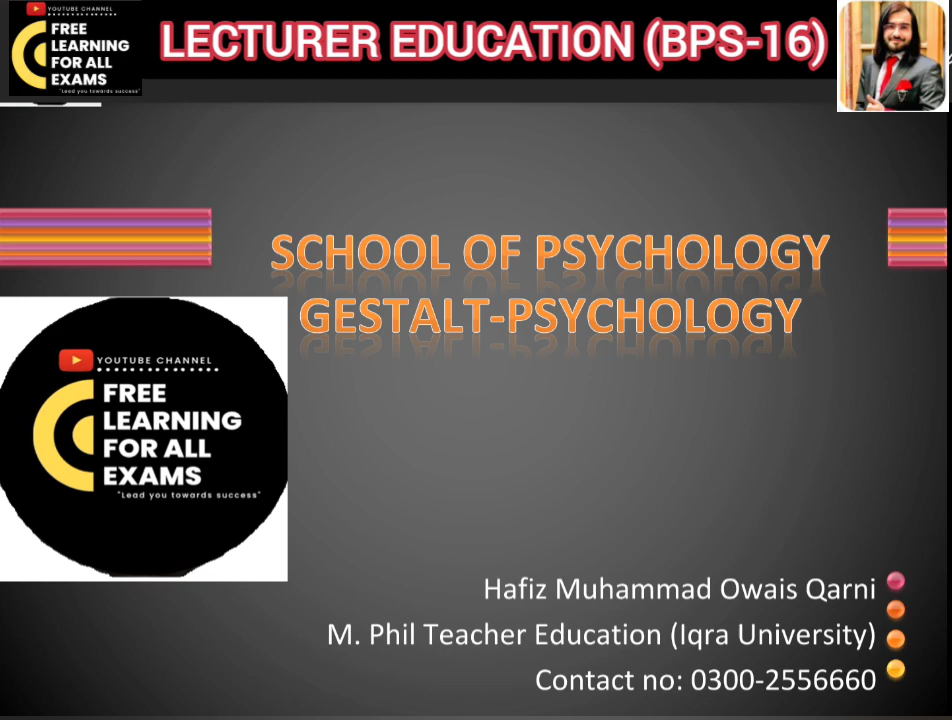 YOUTUBE CHANNEL
FREE
LEARNING
FOR ALL
EXAMS
"Lead you towards success"
LECTURER EDUCATION (BPS-16)
SCHOOL OF PSYCHOLOGY
GESTALT-PSYCHOLOGY
YOUTUBE CHANNEL
FREE
LEARNING
FOR ALL
EXAMS
"Lead you towards success"
Hafiz Muhammad Owais Qarni
M. Phil Teacher Education (Iqra University)
Contact no: 0300-2556660